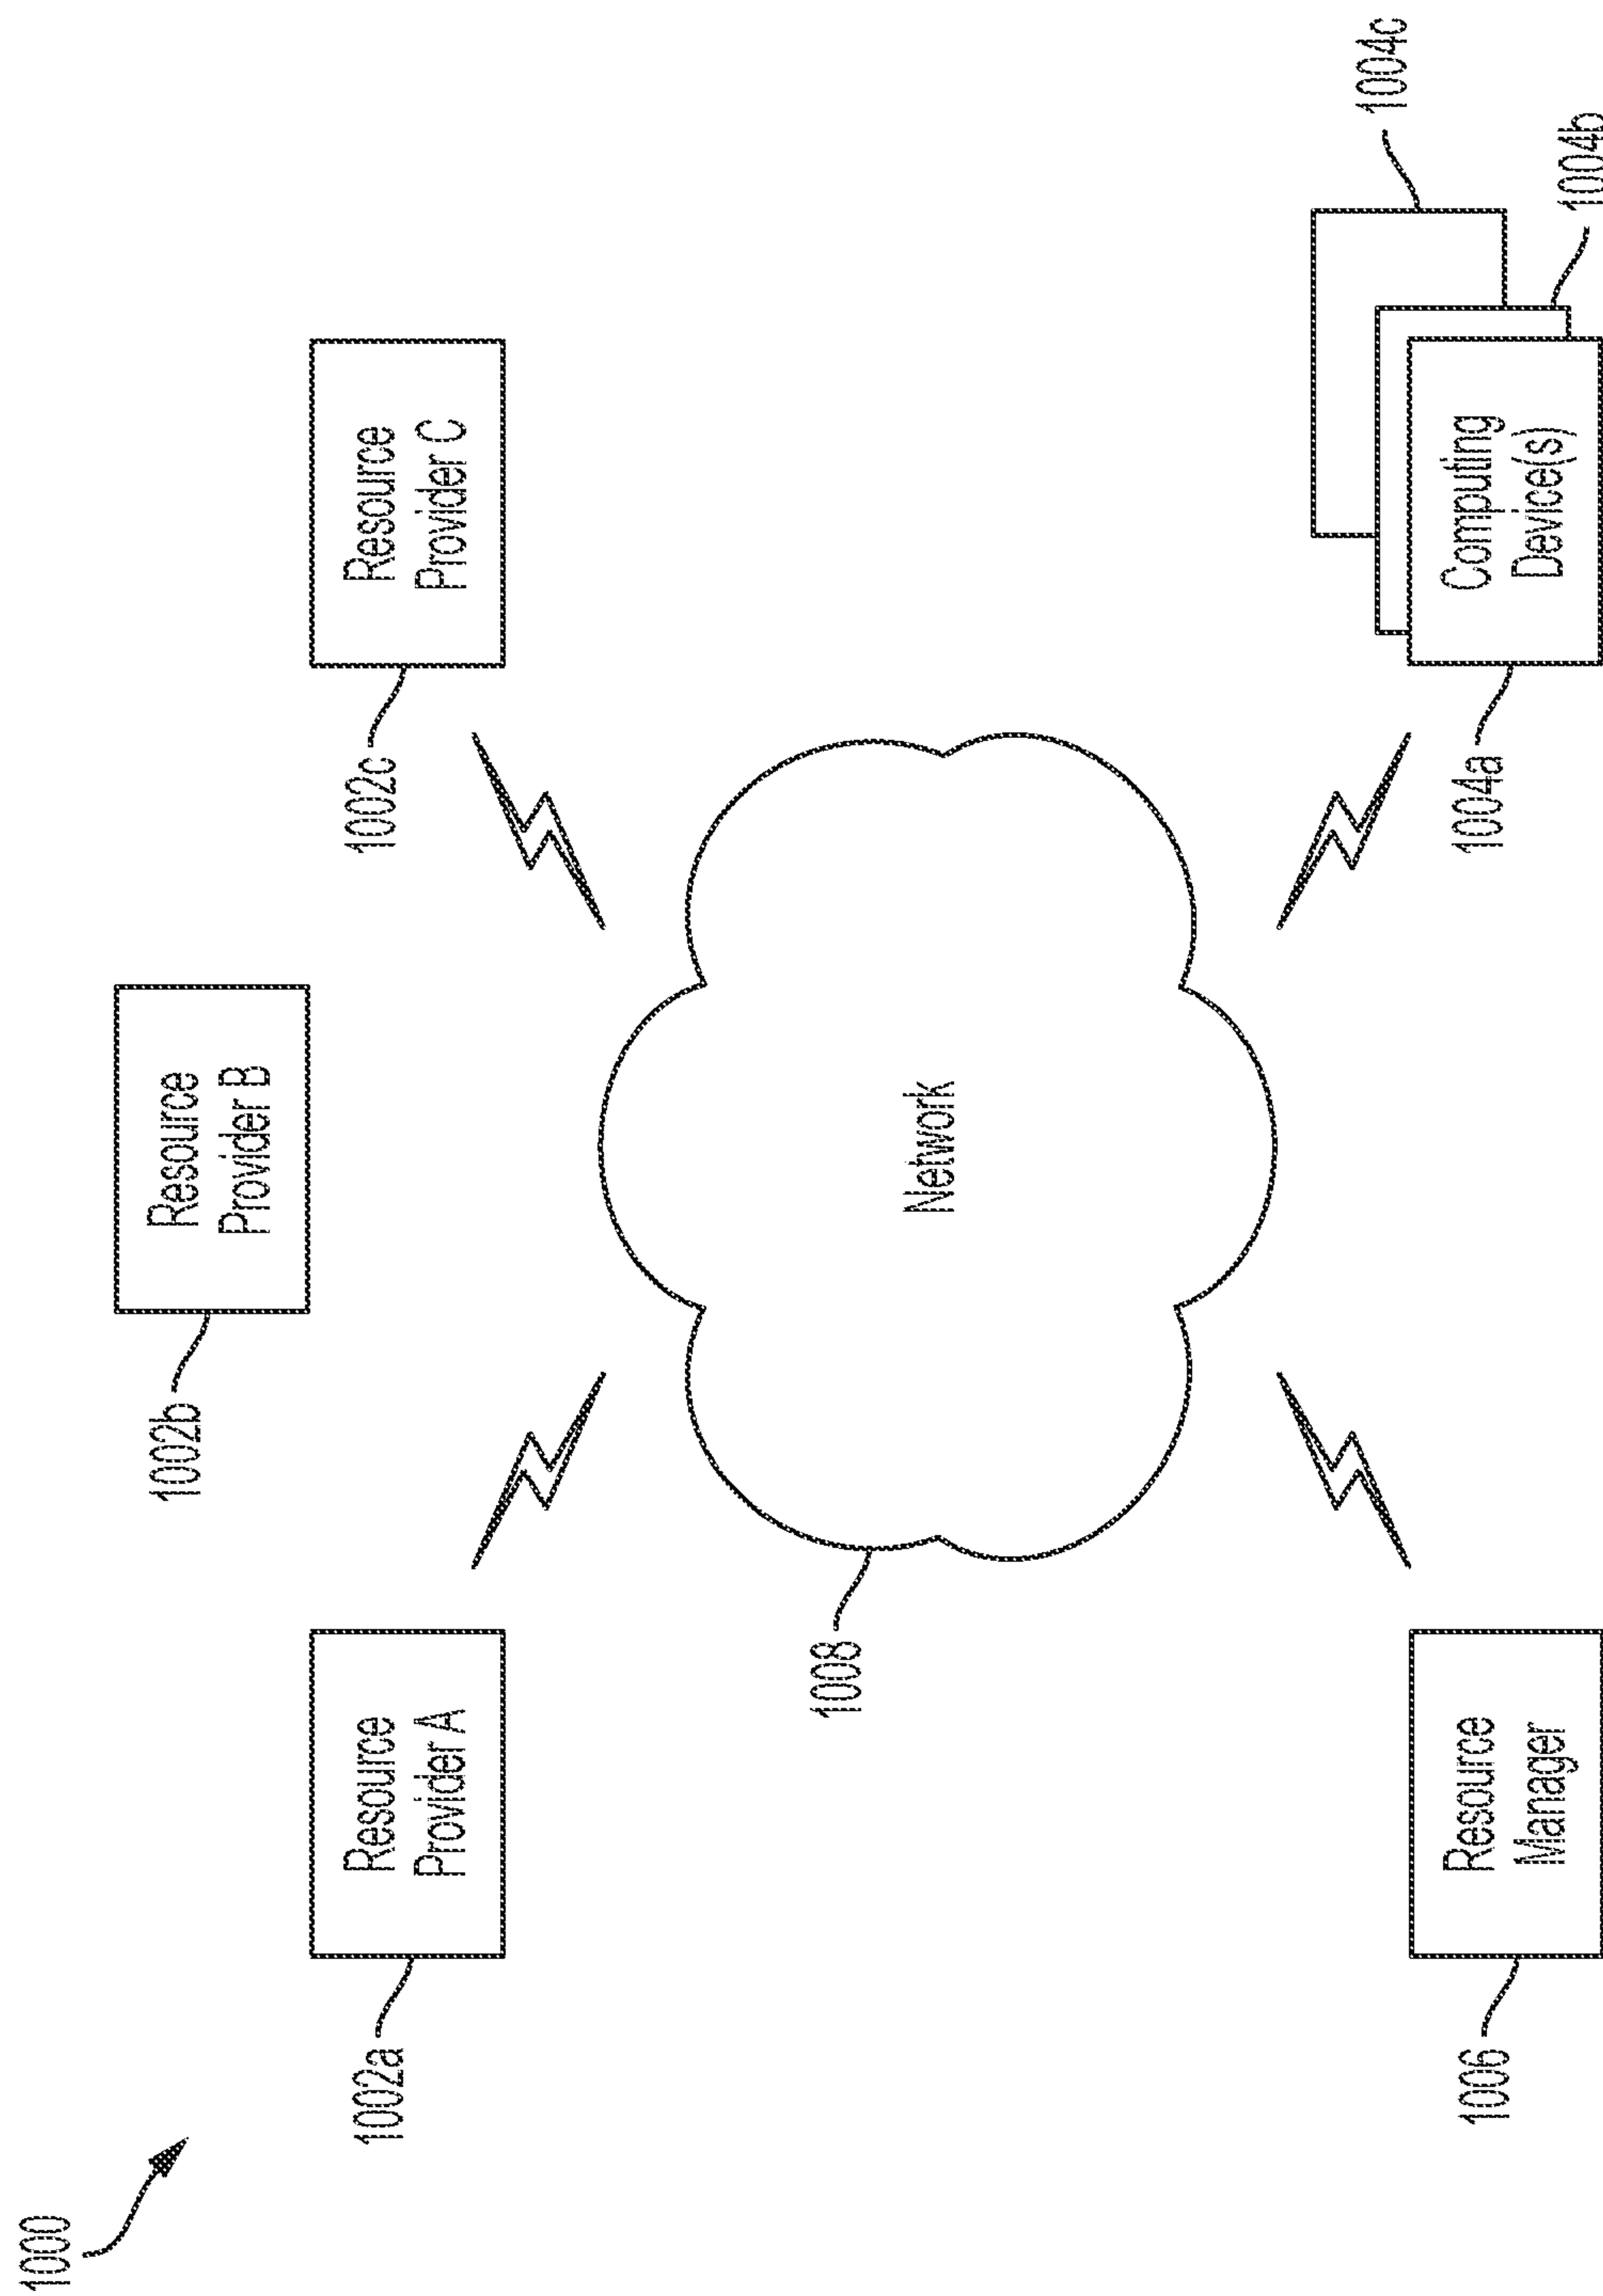 1000
Resource
Provider B
1002b
Resource
Provider A
1002a
Resource
Provider C
1002c
Network
1008
Resource
Manager
1006
Computing
Device(s)
1004a
1004b
1004c